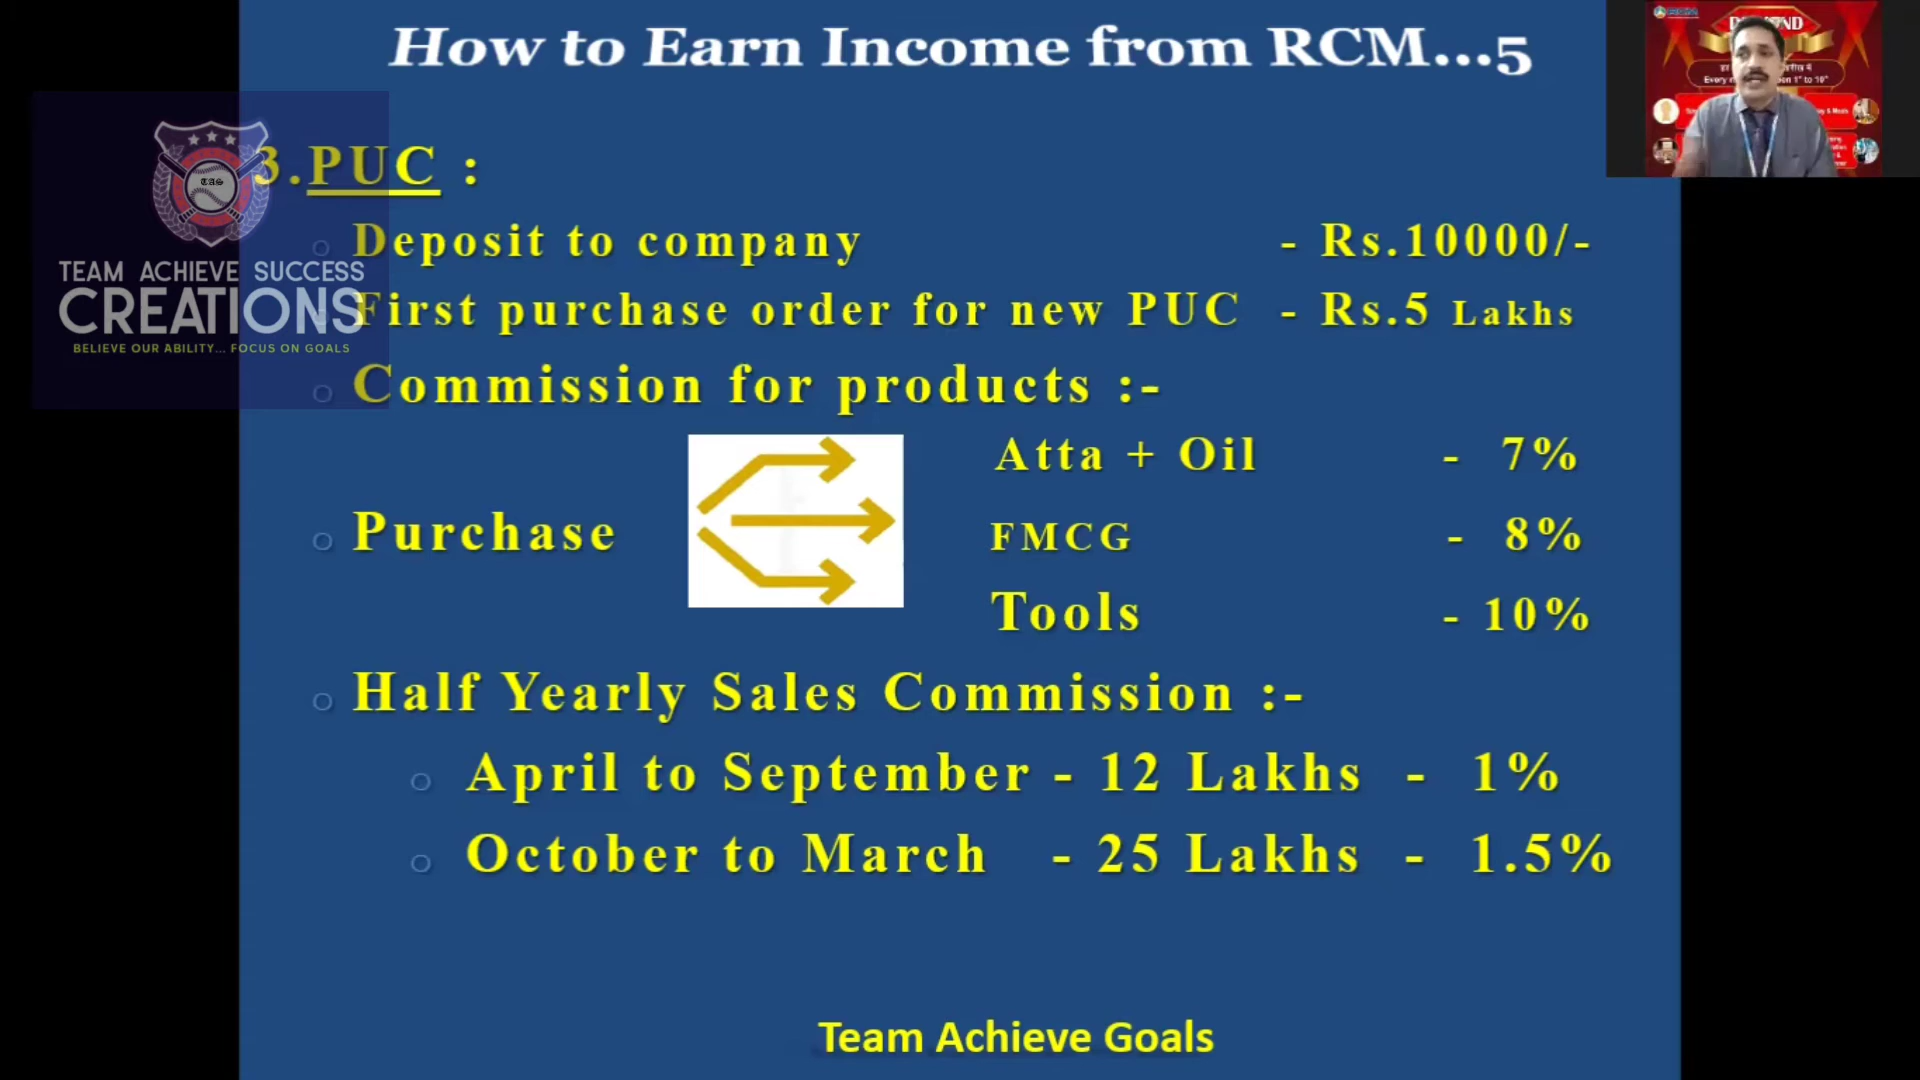 How to Earn Income from RCM...5
3.PUC :
Deposit to company - Rs.10000/-
First purchase order for new PUC - Rs.5 Lakhs
Commission for products :-
Atta + Oil - 7%
Purchase
FMCG - 8%
Tools - 10%
Half Yearly Sales Commission :-
April to September - 12 Lakhs - 1%
October to March - 25 Lakhs - 1.5%
Team Achieve Goals
TAS
TEAM ACHIEVE SUCCESS
CREATIONS
BELIEVE OUR ABILITY... FOCUS ON GOALS